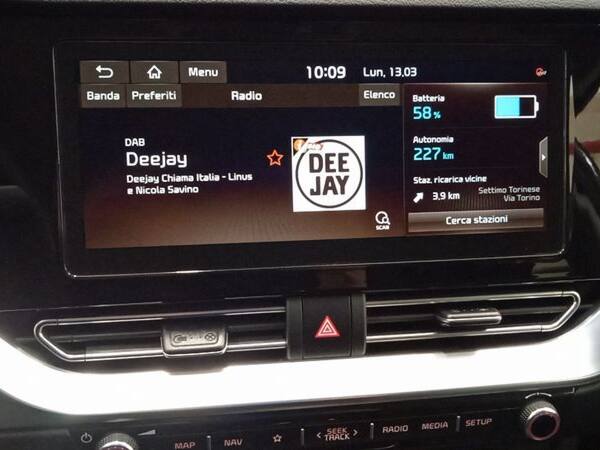 Menu
10:09
Lun, 13.03
Banda
Preferiti
Radio
Elenco
DAB
Deejay
Deejay Chiama Italia - Linus
e Nicola Savino
DEE
JAY
SCAN
Batteria
58 %
Autonomia
227 km
Staz. ricarica vicine
3,9 km
Settimo Torinese
Via Torino
Cerca stazioni
MAP
NAV
SEEK
TRACK
RADIO
MEDIA
SETUP